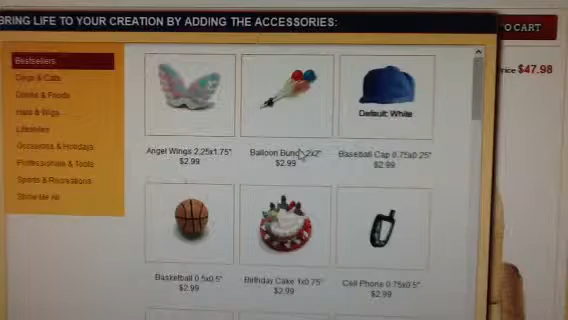 BRING LIFE TO YOUR CREATION BY ADDING THE ACCESSORIES:
O CART
rice $47.98
Bestsellers
Dogs & Cats
Drinks & Foods
Hats & Wigs
Lifestyles
Occasions & Holidays
Professionals & Tools
Sports & Recreations
Show Me All
Angel Wings 2.25x1.75"
$2.99
Balloon Bunch 2x2"
$2.99
Default: White
Baseball Cap 0.75x0.25"
$2.99
Basketball 0.5x0.5"
$2.99
Birthday Cake 1x0.75"
$2.99
Cell Phone 0.75x0.5"
$2.99